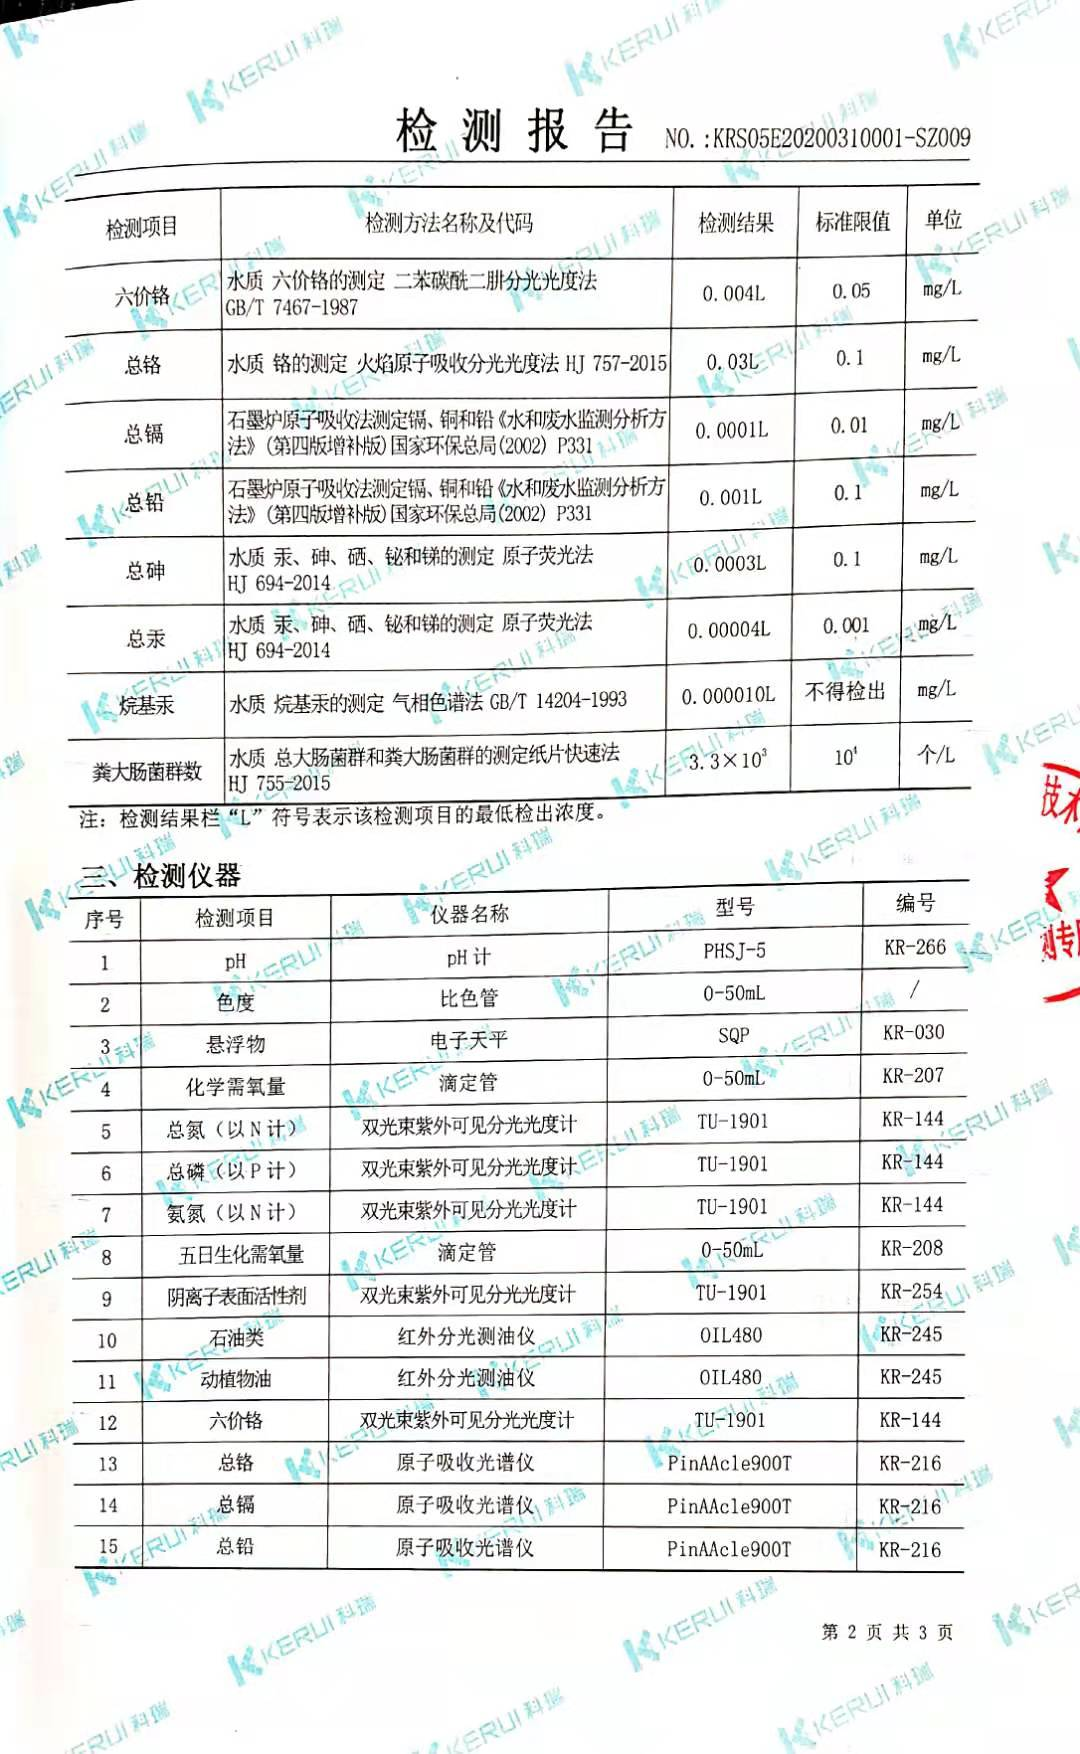 检测报告 NO.:KRS05E20200310001-SZ009
检测项目 检测方法名称及代码 检测结果 标准限值 单位
六价铬 水质 六价铬的测定 二苯碳酰二肼分光光度法 0.004L 0.05 mg/L
GB/T 7467-1987
总铬 水质 铬的测定 火焰原子吸收分光光度法 HJ 757-2015 0.03L 0.1 mg/L
总镉 石墨炉原子吸收法测定镉、铜和铅《水和废水监测分析方 0.0001L 0.01 mg/L
法》(第四版增补版)国家环保总局(2002) P331
总铅 石墨炉原子吸收法测定镉、铜和铅《水和废水监测分析方 0.001L 0.1 mg/L
法》(第四版增补版)国家环保总局(2002) P331
总砷 水质 汞、砷、硒、铋和锑的测定 原子荧光法 0.0003L 0.1 mg/L
HJ 694-2014
总汞 水质 汞、砷、硒、铋和锑的测定 原子荧光法 0.00004L 0.001 mg/L
HJ 694-2014
烷基汞 水质 烷基汞的测定 气相色谱法 GB/T 14204-1993 0.000010L 不得检出 mg/L
粪大肠菌群数 水质 总大肠菌群和粪大肠菌群的测定纸片快速法 3.3×10³ 10⁴ 个/L
HJ 755-2015
注：检测结果栏“L”符号表示该检测项目的最低检出浓度。
三、检测仪器
序号 检测项目 仪器名称 型号 编号
1 pH pH计 PHSJ-5 KR-266
2 色度 比色管 0-50mL /
3 悬浮物 电子天平 SQP KR-030
4 化学需氧量 滴定管 0-50mL KR-207
5 总氮（以N计） 双光束紫外可见分光光度计 TU-1901 KR-144
6 总磷（以P计） 双光束紫外可见分光光度计 TU-1901 KR-144
7 氨氮（以N计） 双光束紫外可见分光光度计 TU-1901 KR-144
8 五日生化需氧量 滴定管 0-50mL KR-208
9 阴离子表面活性剂 双光束紫外可见分光光度计 TU-1901 KR-254
10 石油类 红外分光测油仪 OIL480 KR-245
11 动植物油 红外分光测油仪 OIL480 KR-245
12 六价铬 双光束紫外可见分光光度计 TU-1901 KR-144
13 总铬 原子吸收光谱仪 PinAAcle900T KR-216
14 总镉 原子吸收光谱仪 PinAAcle900T KR-216
15 总铅 原子吸收光谱仪 PinAAcle900T KR-216
第 2 页 共 3 页
KERUI科瑞
技术
测专用